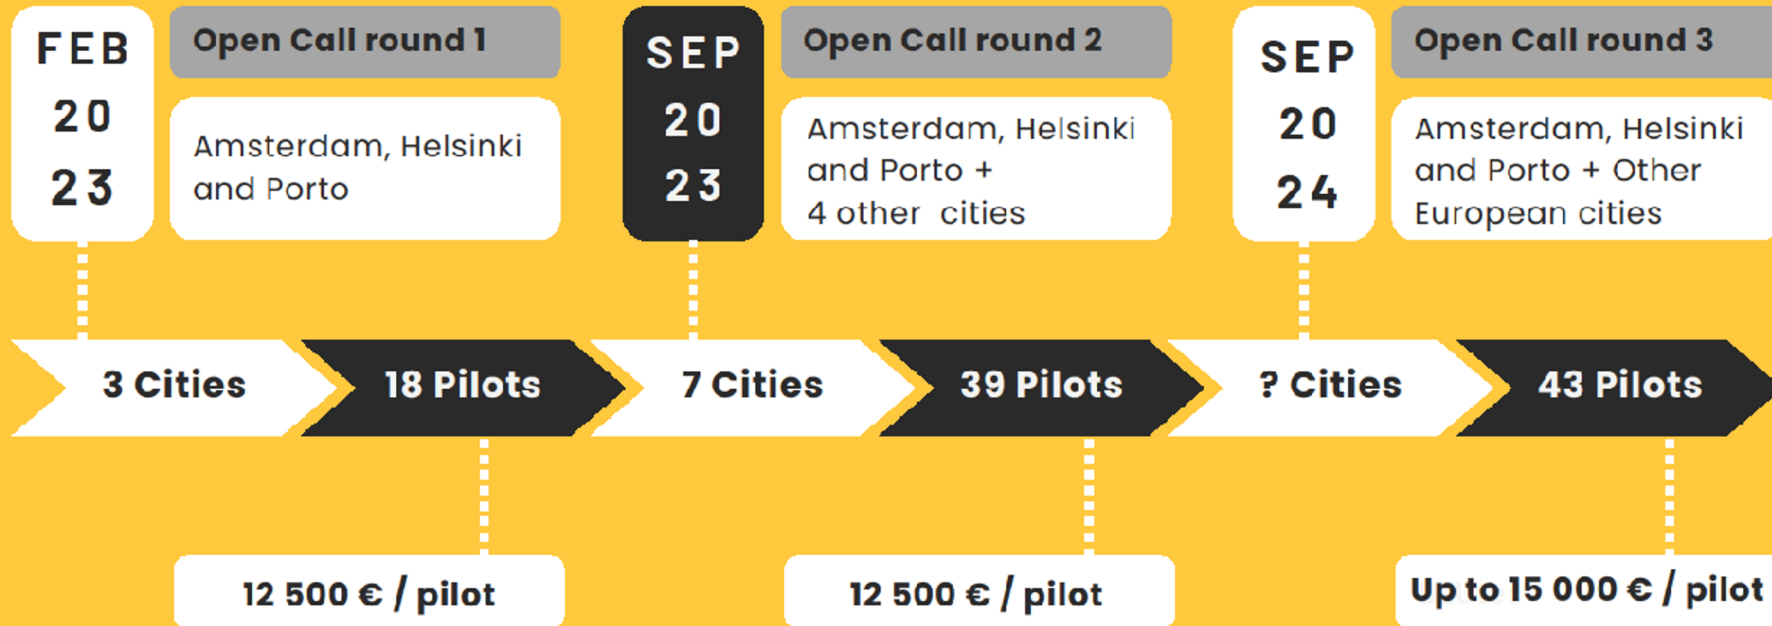 FEB
20
23
Open Call round 1
Amsterdam, Helsinki
and Porto
SEP
20
23
Open Call round 2
Amsterdam, Helsinki
and Porto +
4 other cities
SEP
20
24
Open Call round 3
Amsterdam, Helsinki
and Porto + Other
European cities
3 Cities
18 Pilots
7 Cities
39 Pilots
? Cities
43 Pilots
12 500 € / pilot
12 500 € / pilot
Up to 15 000 € / pilot